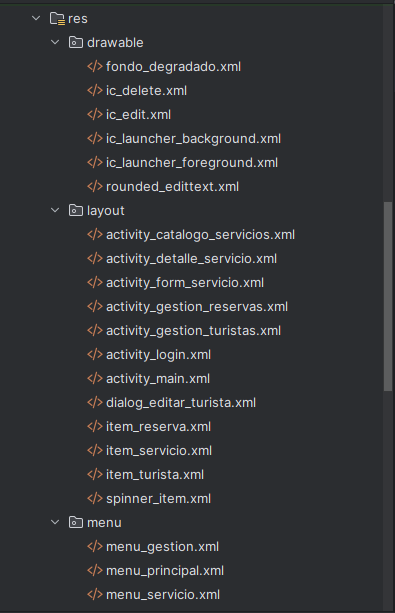 res
drawable
fondo_degradado.xml
ic_delete.xml
ic_edit.xml
ic_launcher_background.xml
ic_launcher_foreground.xml
rounded_edittext.xml
layout
activity_catalogo_servicios.xml
activity_detalle_servicio.xml
activity_form_servicio.xml
activity_gestion_reservas.xml
activity_gestion_turistas.xml
activity_login.xml
activity_main.xml
dialog_editar_turista.xml
item_reserva.xml
item_servicio.xml
item_turista.xml
spinner_item.xml
menu
menu_gestion.xml
menu_principal.xml
menu_servicio.xml